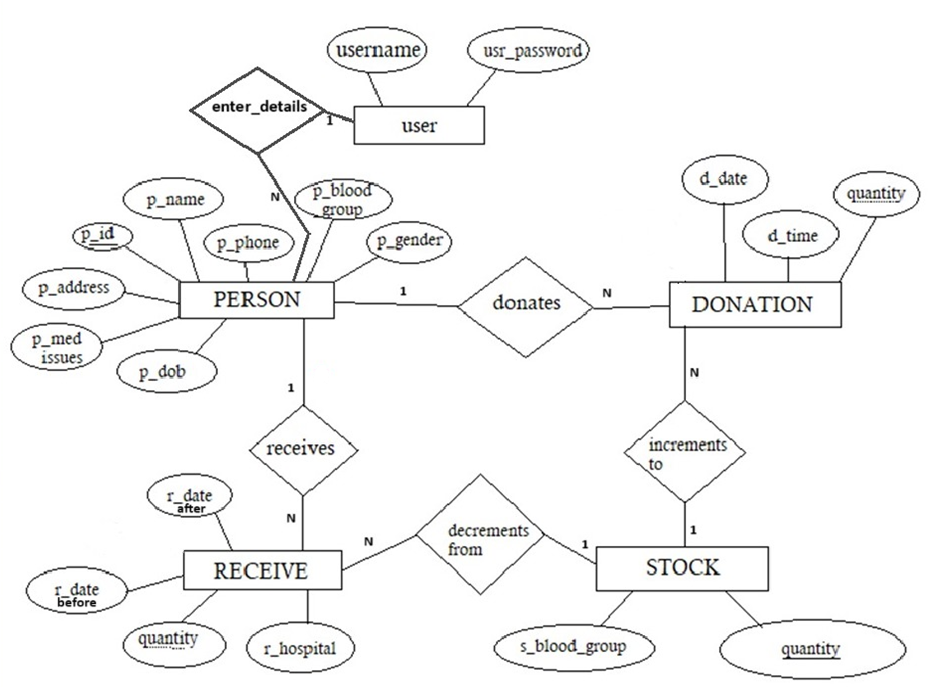 username
usr_password
enter_details
1
user
N
p_name
p_blood
group
p_id
p_phone
p_gender
p_address
PERSON
p_med
issues
p_dob
1
donates
N
d_date
quantity
d_time
DONATION
1
receives
N
N
increments
to
1
r_date
after
N
decrements
from
1
RECEIVE
STOCK
r_date
before
quantity
r_hospital
s_blood_group
quantity